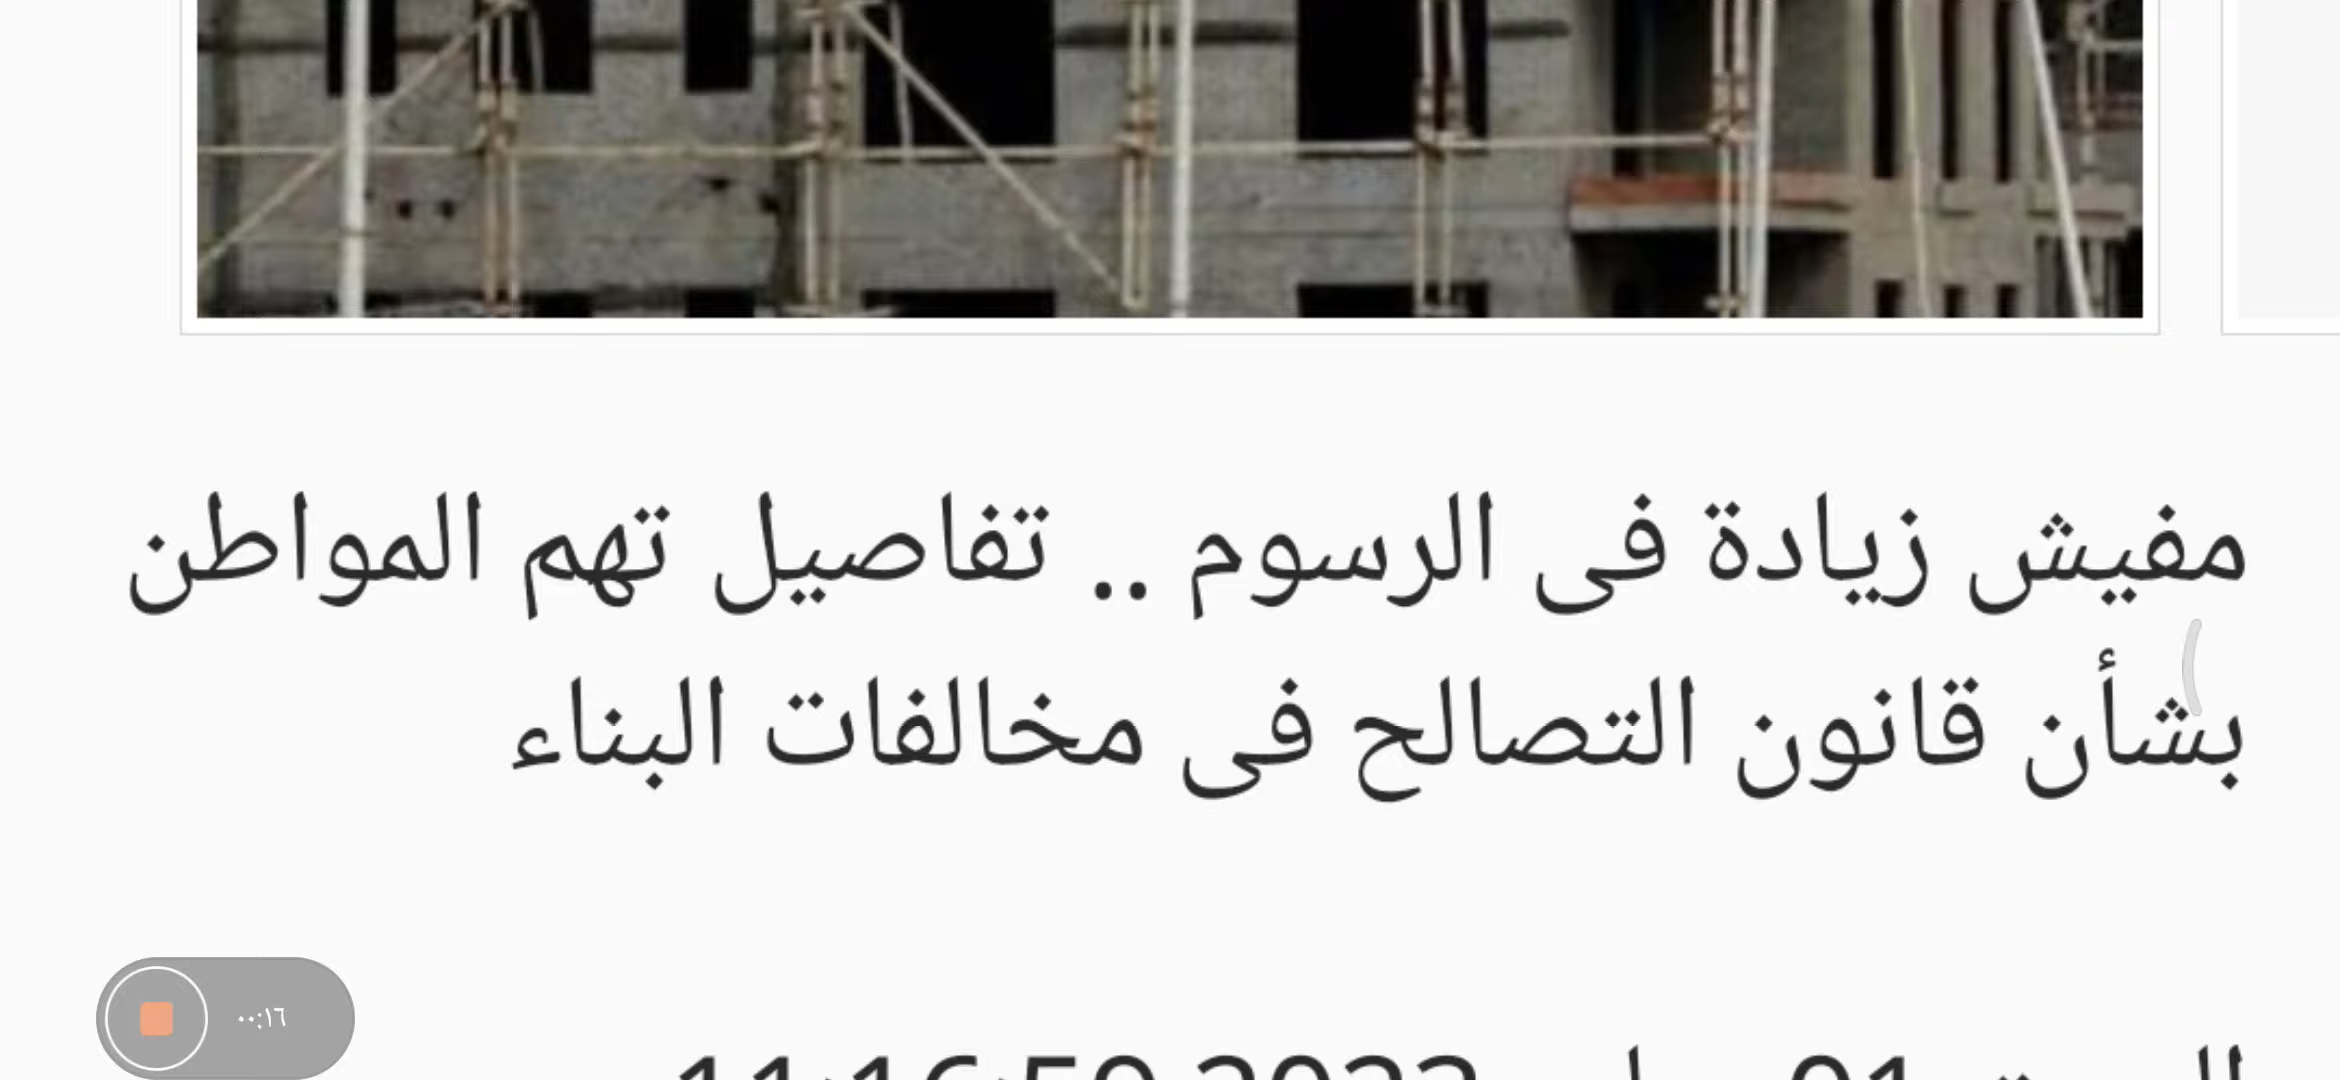 مفيش زيادة فى الرسوم .. تفاصيل تهم المواطن
بشأن قانون التصالح فى مخالفات البناء
٠٠:١٦